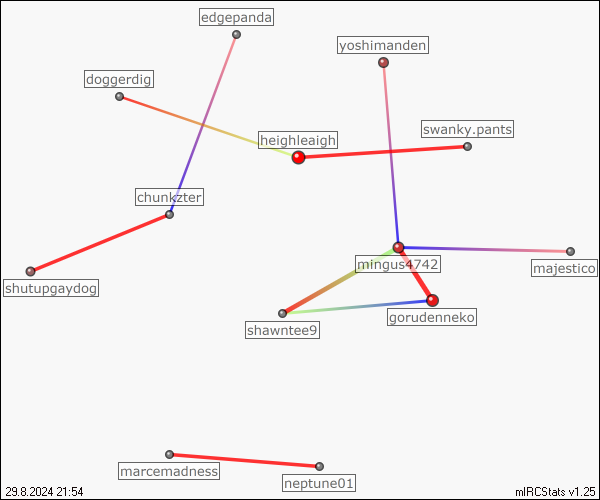 edgepanda
yoshimanden
doggerdig
swanky.pants
heighleaigh
chunkzter
mingus4742
majestico
shutupgaydog
gorudenneko
shawntee9
marcemadness
neptune01
29.8.2024 21:54
mIRCStats v1.25